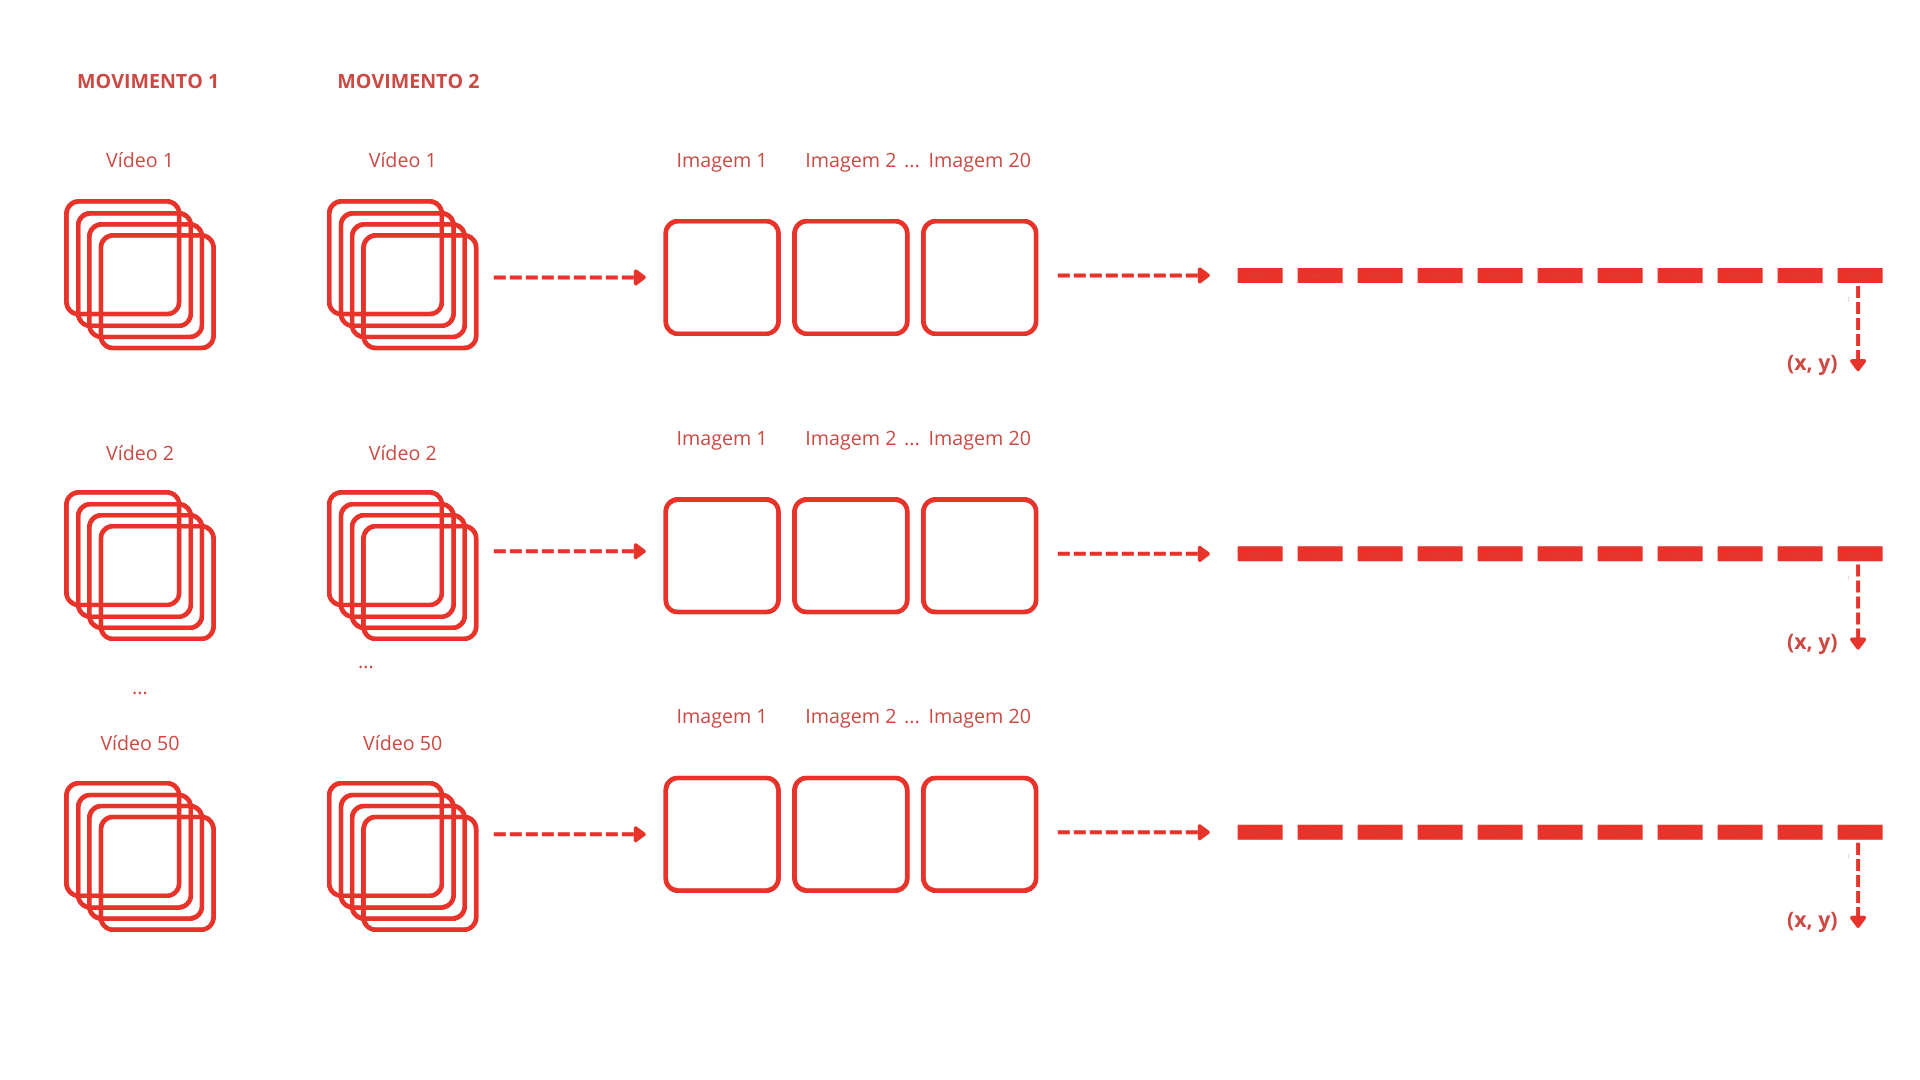 MOVIMENTO 1 MOVIMENTO 2
Vídeo 1 Vídeo 1 Imagem 1 Imagem 2 ... Imagem 20
(x, y)
Vídeo 2 Vídeo 2 Imagem 1 Imagem 2 ... Imagem 20
(x, y)
...
...
Vídeo 50 Vídeo 50 Imagem 1 Imagem 2 ... Imagem 20
(x, y)